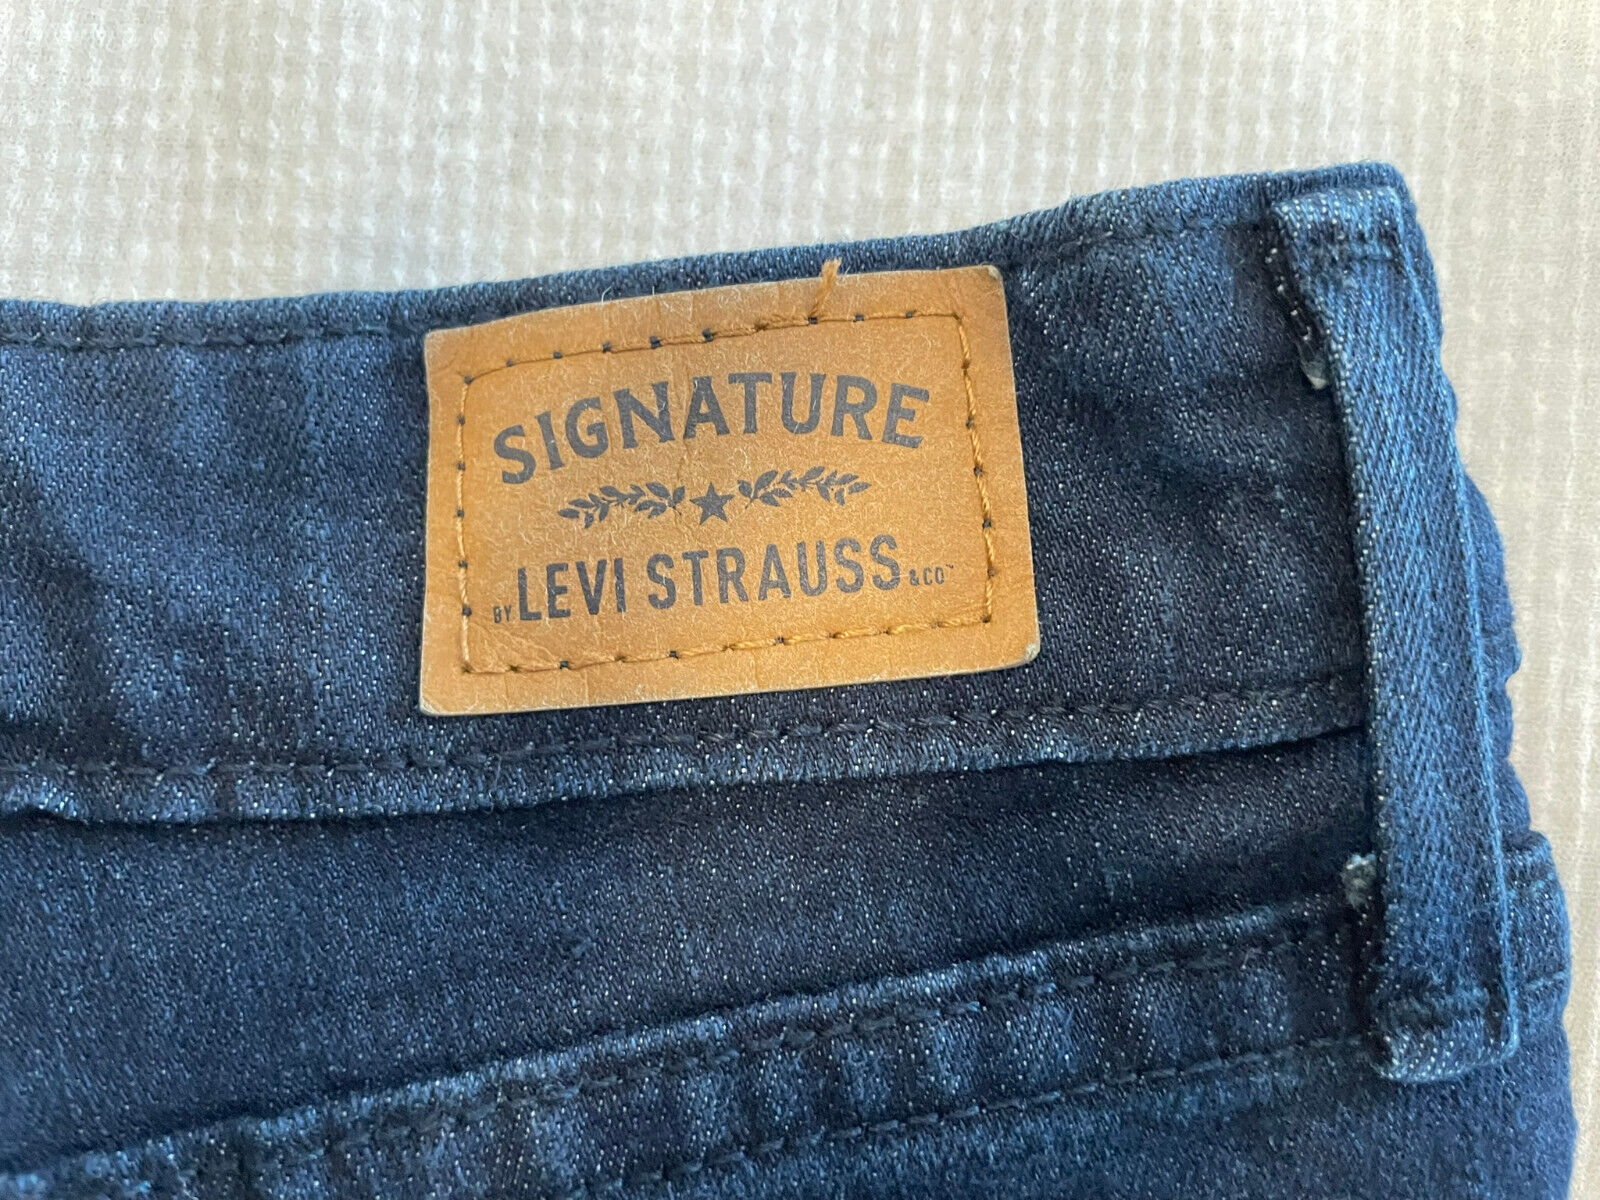 SIGNATURE
BY LEVI STRAUSS & CO™